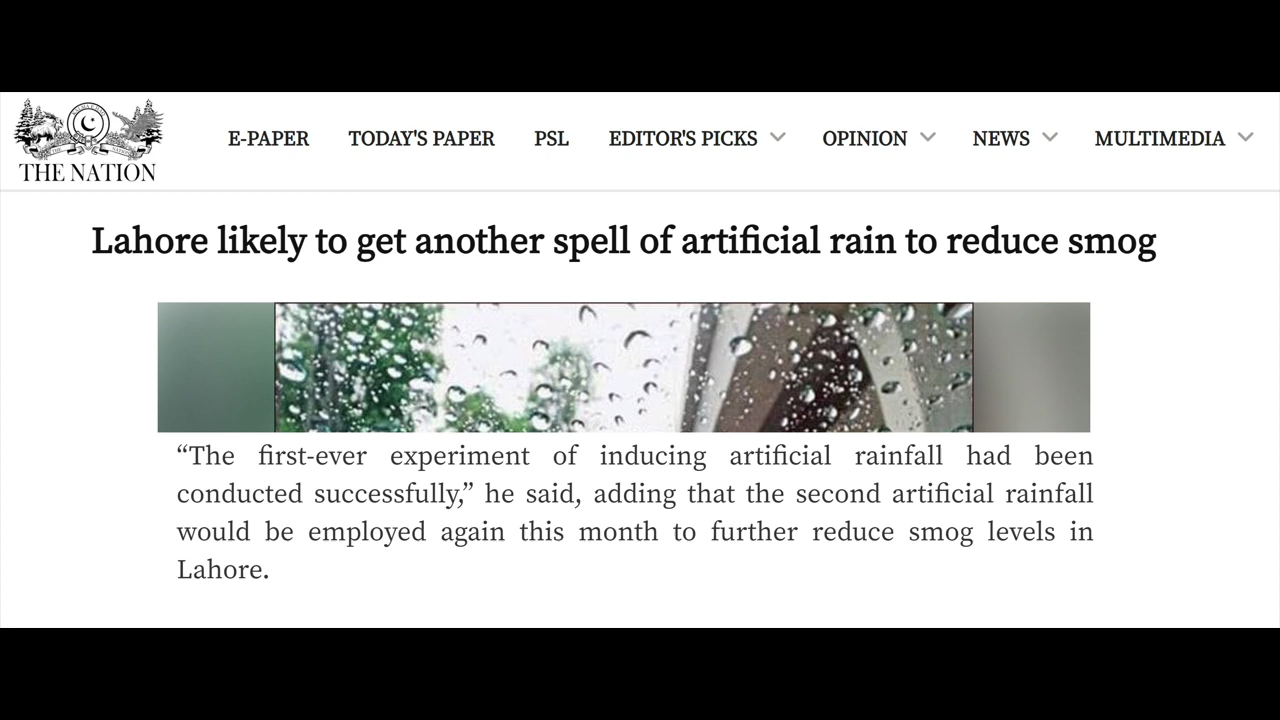 THE NATION
E-PAPER TODAY'S PAPER PSL EDITOR'S PICKS OPINION NEWS MULTIMEDIA
Lahore likely to get another spell of artificial rain to reduce smog
“The first-ever experiment of inducing artificial rainfall had been
conducted successfully,” he said, adding that the second artificial rainfall
would be employed again this month to further reduce smog levels in
Lahore.